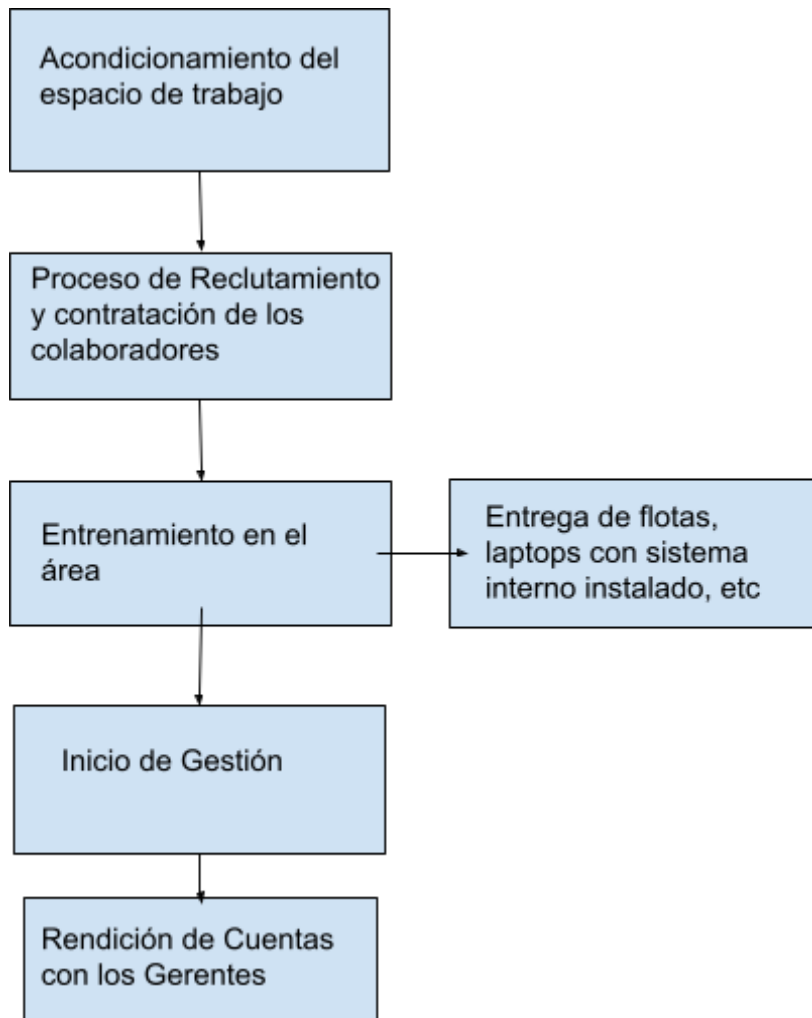 Acondicionamiento del
espacio de trabajo
Proceso de Reclutamiento
y contratación de los
colaboradores
Entrenamiento en el
área
Entrega de flotas,
laptops con sistema
interno instalado, etc
Inicio de Gestión
Rendición de Cuentas
con los Gerentes